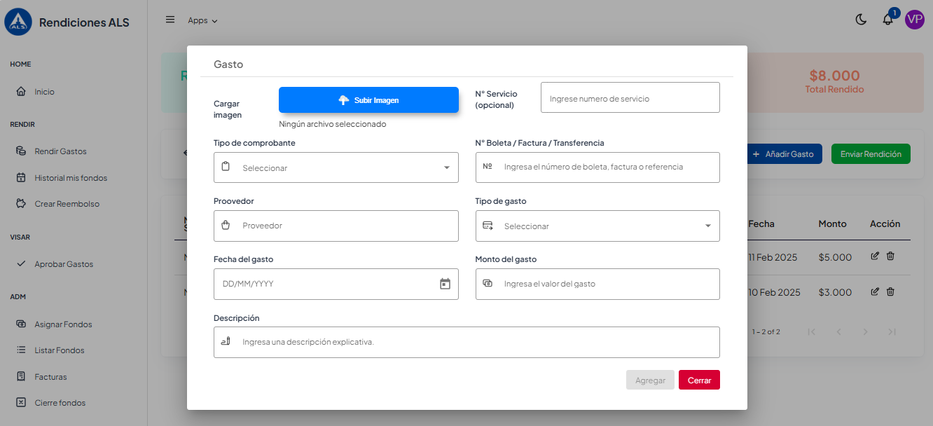 ALS
Rendiciones ALS
Apps
1
VP
HOME
Inicio
RENDIR
Rendir Gastos
Historial mis fondos
Crear Reembolso
VISAR
Aprobar Gastos
ADM
Asignar Fondos
Listar Fondos
Facturas
Cierre fondos
$8.000
Total Rendido
+ Añadir Gasto
Enviar Rendición
Fecha Monto Acción
11 Feb 2025 $5.000
10 Feb 2025 $3.000
1 - 2 of 2
Gasto
Cargar
imagen
Subir Imagen
Ningún archivo seleccionado
N° Servicio
(opcional)
Ingrese numero de servicio
Tipo de comprobante
Seleccionar
N° Boleta / Factura / Transferencia
Nº Ingresa el número de boleta, factura o referencia
Proovedor
Proveedor
Tipo de gasto
Seleccionar
Fecha del gasto
DD/MM/YYYY
Monto del gasto
Ingresa el valor del gasto
Descripción
Ingresa una descripción explicativa.
Agregar
Cerrar